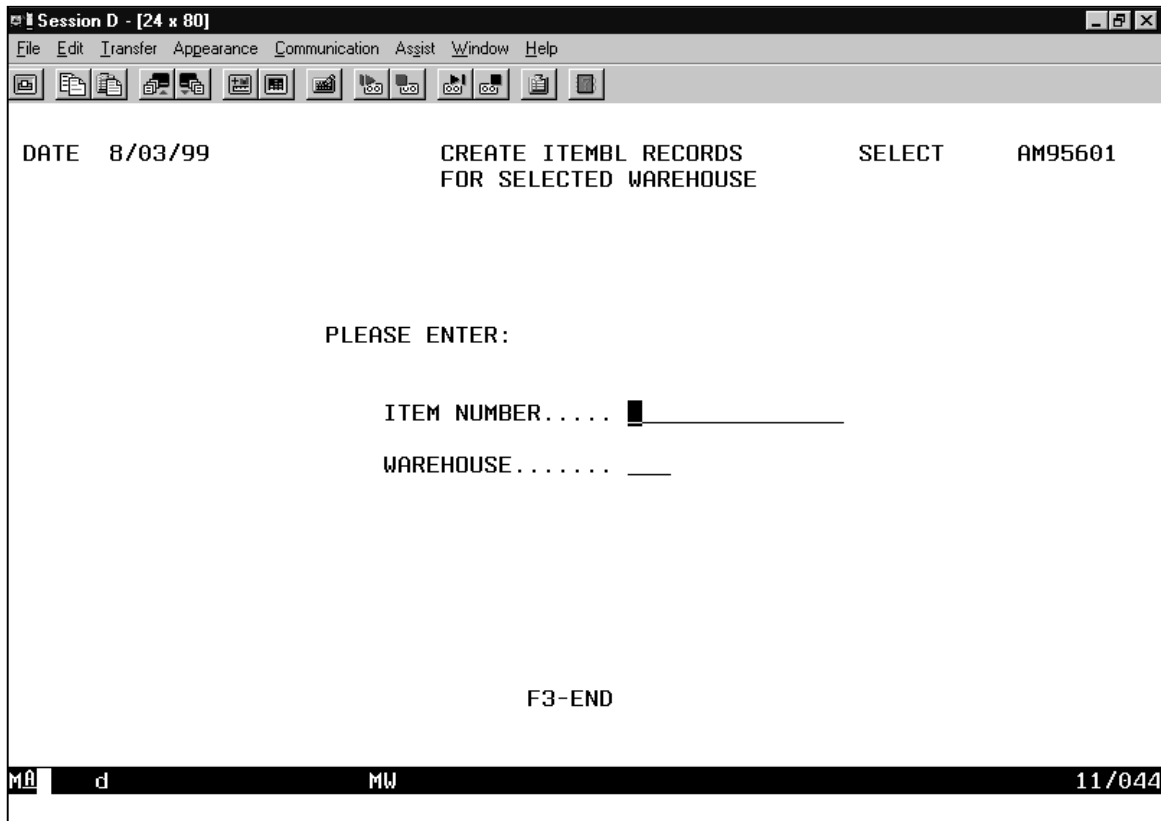 Session D - [24 x 80]
File Edit Transfer Appearance Communication Assist Window Help
DATE 8/03/99 CREATE ITEMBL RECORDS SELECT AM95601
FOR SELECTED WAREHOUSE
PLEASE ENTER:
ITEM NUMBER.....
WAREHOUSE.......
F3-END
MA d MW 11/044